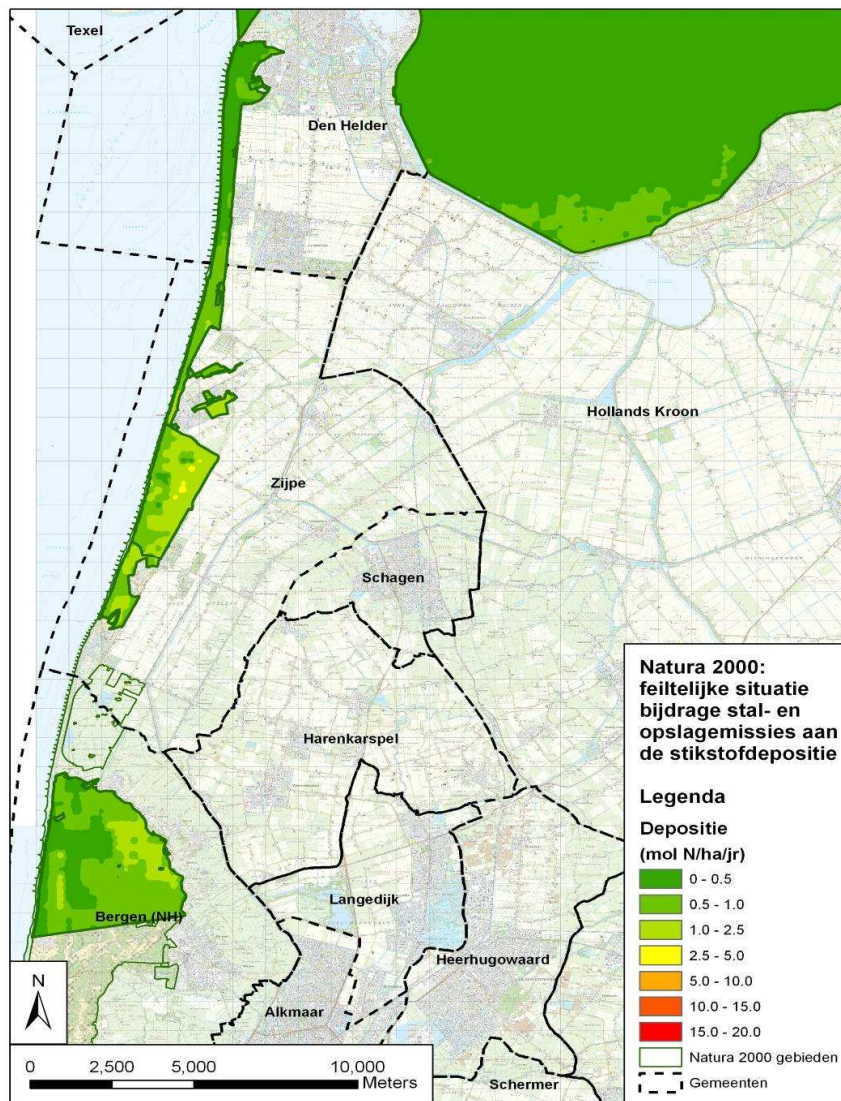 Texel
Den Helder
Hollands Kroon
Zijpe
Schagen
Harenkarspel
Langedijk
Bergen (NH)
Heerhugowaard
Alkmaar
Schermer
Natura 2000:
feiltelijke situatie
bijdrage stal- en
opslagemissies aan
de stikstofdepositie
Legenda
Depositie
(mol N/ha/jr)
0 - 0.5
0.5 - 1.0
1.0 - 2.5
2.5 - 5.0
5.0 - 10.0
10.0 - 15.0
15.0 - 20.0
Natura 2000 gebieden
Gemeenten
N
0 2,500 5,000 10,000
Meters